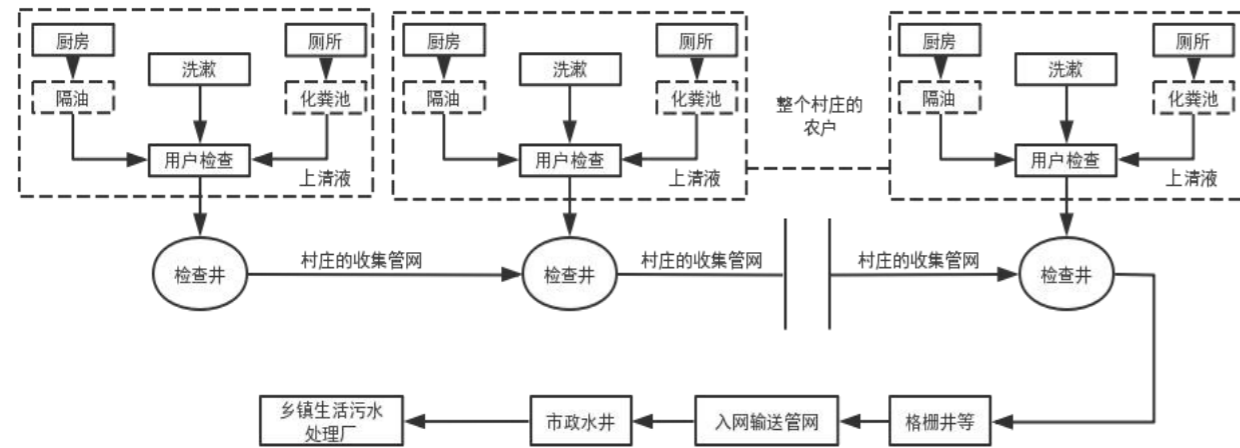 厨房
厕所
洗漱
隔油
化粪池
用户检查
上清液
厨房
厕所
洗漱
隔油
化粪池
用户检查
上清液
整个村庄的
农户
厨房
厕所
洗漱
隔油
化粪池
用户检查
上清液
检查井
村庄的收集管网
检查井
村庄的收集管网
村庄的收集管网
检查井
乡镇生活污水
处理厂
市政水井
入网输送管网
格栅井等